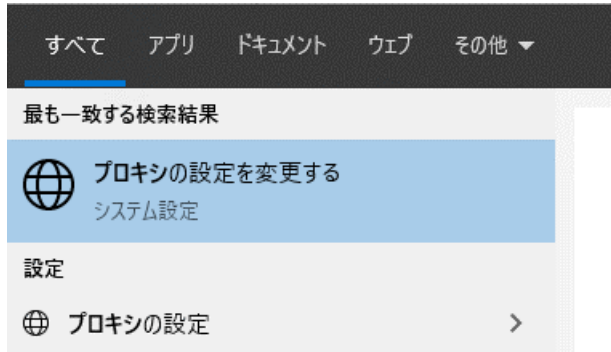 すべて アプリ ドキュメント ウェブ その他
最も一致する検索結果
プロキシの設定を変更する
システム設定
設定
プロキシの設定